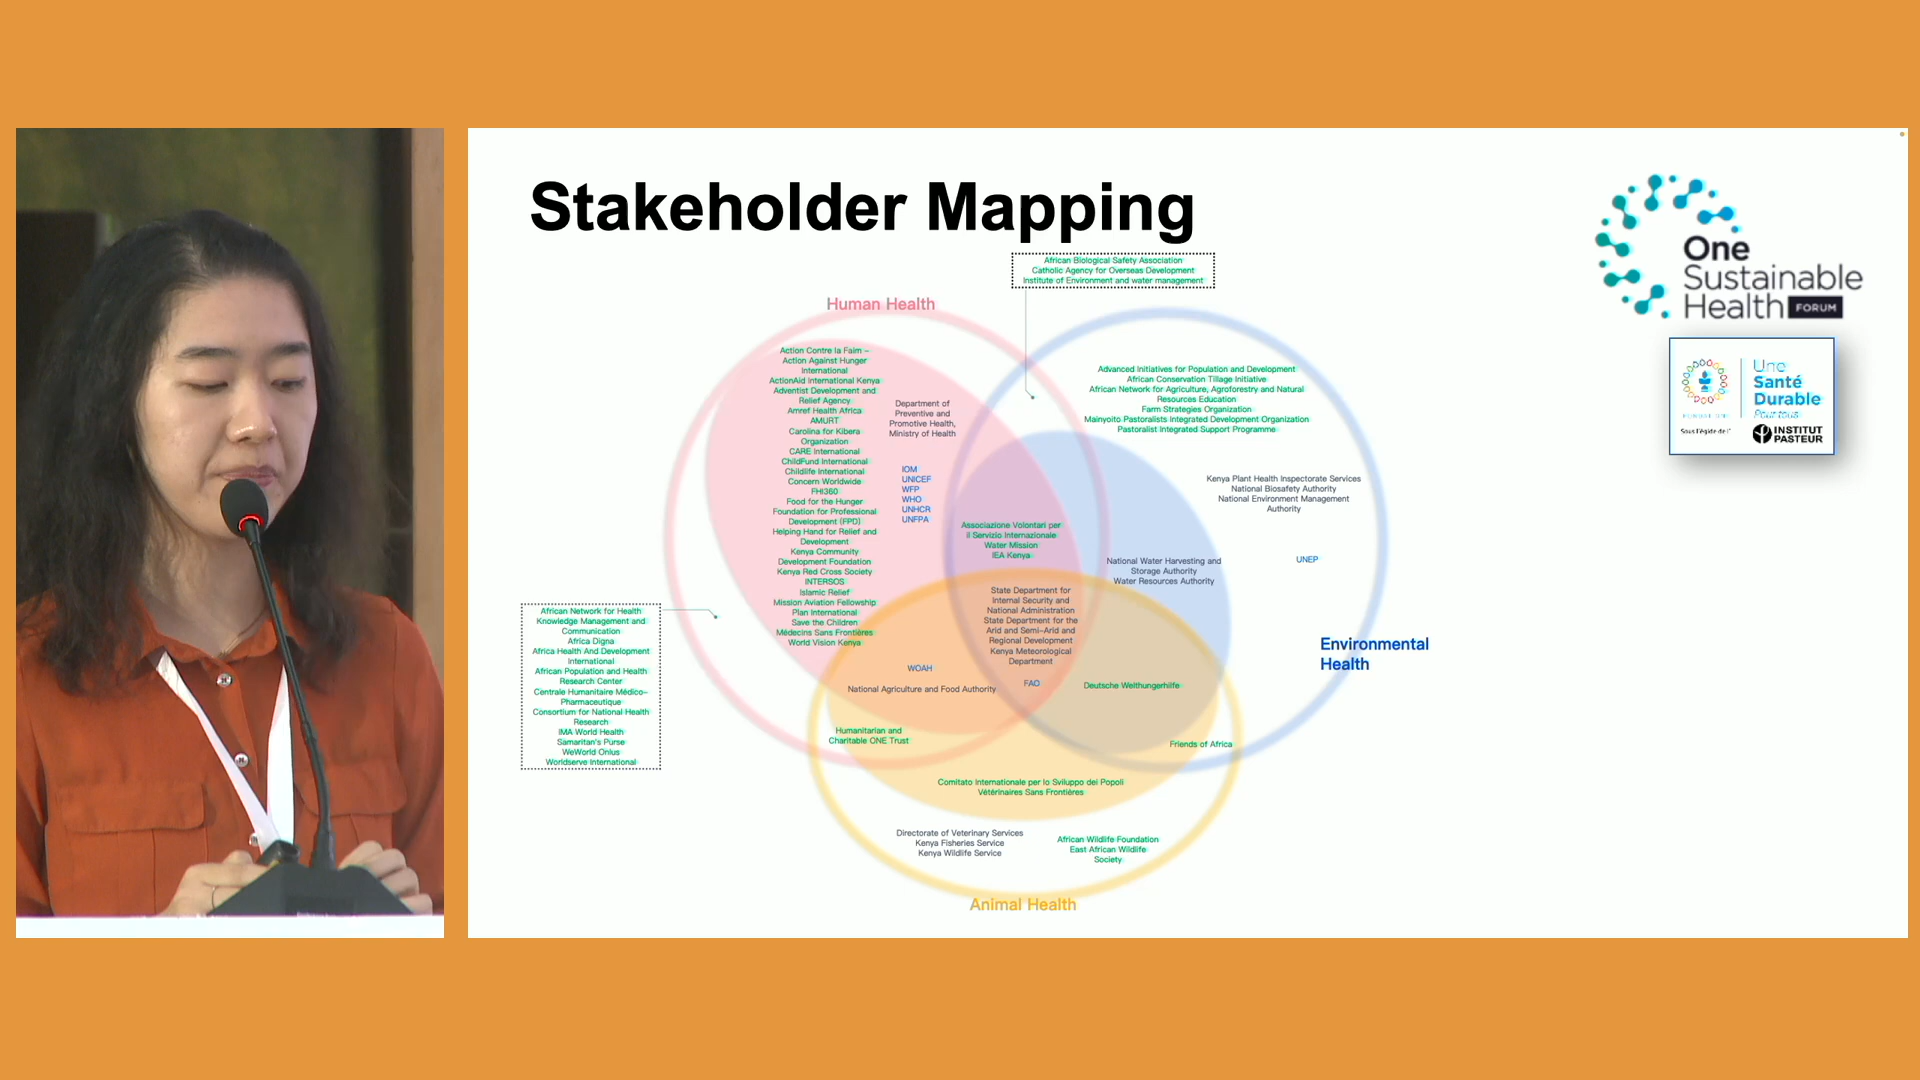 Stakeholder Mapping
One
Sustainable
Health FORUM
Une
Santé
Durable
Pour tous
Sous l'égide de l'
INSTITUT
PASTEUR
African Biological Safety Association
Catholic Agency for Overseas Development
Institute of Environment and water management
Human Health
Action Contre la Faim –
Action Against Hunger
International
ActionAid International Kenya
Adventist Development and
Relief Agency
Amref Health Africa
AMURT
Carolina for Kibera
Organization
CARE International
ChildFund International
Childlife International
Concern Worldwide
FHI360
Food for the Hunger
Foundation for Professional
Development (FPD)
Helping Hand for Relief and
Development
Kenya Community
Development Foundation
Kenya Red Cross Society
INTERSOS
Islamic Relief
Mission Aviation Fellowship
Plan International
Save the Children
Médecins Sans Frontières
World Vision Kenya
Department of
Preventive and
Promotive Health,
Ministry of Health
IOM
UNICEF
WFP
WHO
UNHCR
UNFPA
Advanced Initiatives for Population and Development
African Conservation Tillage Initiative
African Network for Agriculture, Agroforestry and Natural
Resources Education
Farm Strategies Organization
Mainyoito Pastoralists Integrated Development Organization
Pastoralist Integrated Support Programme
Kenya Plant Health Inspectorate Services
National Biosafety Authority
National Environment Management
Authority
UNEP
Associazione Volontari per
il Servizio Internazionale
Water Mission
IEA Kenya
National Water Harvesting and
Storage Authority
Water Resources Authority
State Department for
Internal Security and
National Administration
State Department for the
Arid and Semi-Arid and
Regional Development
Kenya Meteorological
Department
African Network for Health
Knowledge Management and
Communication
Africa Digna
Africa Health And Development
International
African Population and Health
Research Center
Centrale Humanitaire Médico-
Pharmaceutique
Consortium for National Health
Research
IMA World Health
Samaritan's Purse
WeWorld Onlus
Worldserve International
Environmental
Health
WOAH
National Agriculture and Food Authority
FAO
Deutsche Welthungerhilfe
Humanitarian and
Charitable ONE Trust
Friends of Africa
Comitato Internationale per lo Sviluppo dei Popoli
Vétérinaires Sans Frontières
Directorate of Veterinary Services
Kenya Fisheries Service
Kenya Wildlife Service
African Wildlife Foundation
East African Wildlife
Society
Animal Health